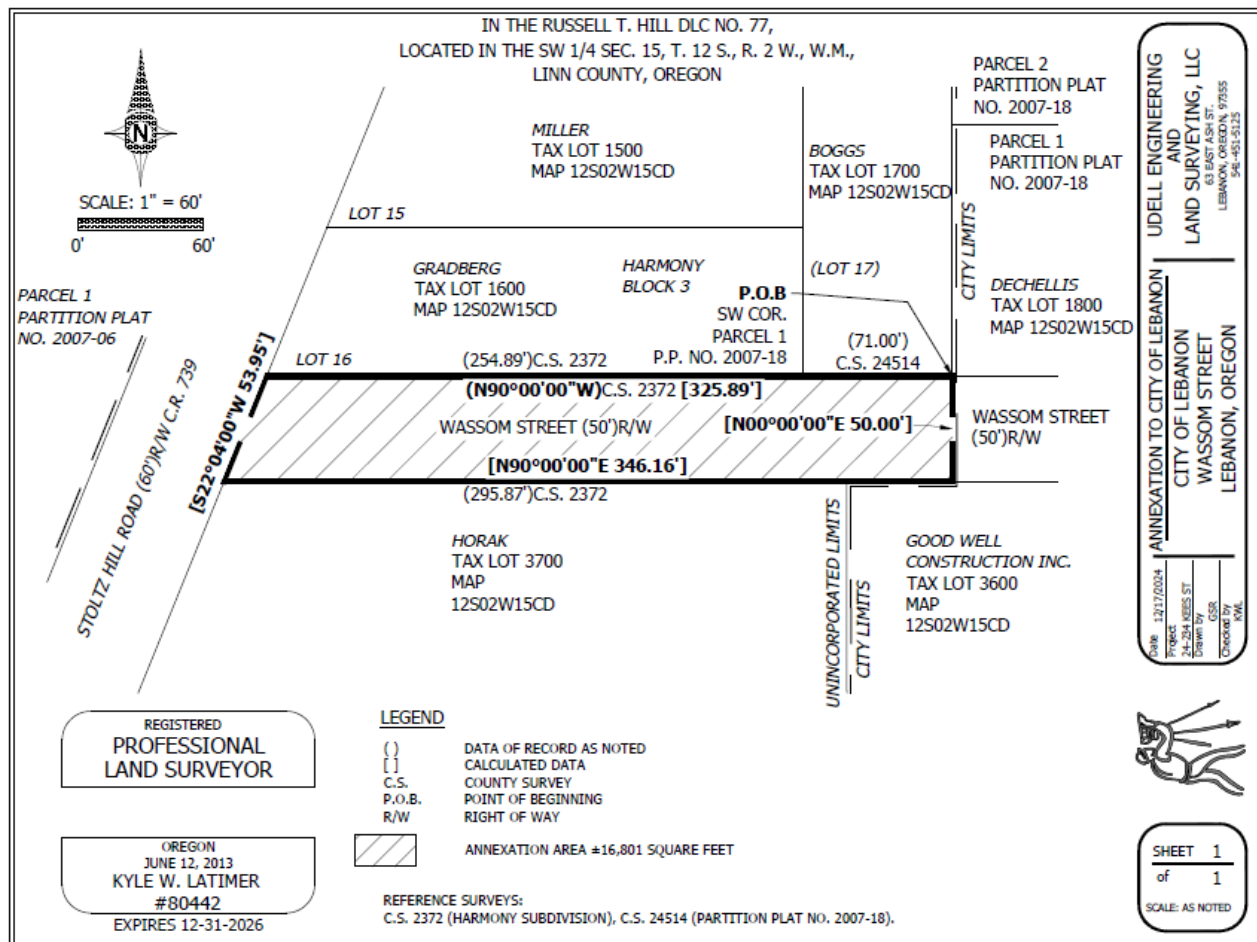 IN THE RUSSELL T. HILL DLC NO. 77,
LOCATED IN THE SW 1/4 SEC. 15, T. 12 S., R. 2 W., W.M.,
LINN COUNTY, OREGON
N
SCALE: 1" = 60'
0' 60'
PARCEL 1
PARTITION PLAT
NO. 2007-06
MILLER
TAX LOT 1500
MAP 12S02W15CD
BOGGS
TAX LOT 1700
MAP 12S02W15CD
PARCEL 2
PARTITION PLAT
NO. 2007-18
PARCEL 1
PARTITION PLAT
NO. 2007-18
LOT 15
CITY LIMITS
GRADBERG
TAX LOT 1600
MAP 12S02W15CD
HARMONY
BLOCK 3
(LOT 17)
P.O.B
SW COR.
PARCEL 1
P.P. NO. 2007-18
DECHELLIS
TAX LOT 1800
MAP 12S02W15CD
LOT 16
(254.89')C.S. 2372
(71.00')
C.S. 24514
(N90°00'00"W)C.S. 2372 [325.89']
WASSOM STREET (50')R/W
[N00°00'00"E 50.00']
WASSOM STREET
(50')R/W
[N90°00'00"E 346.16']
(295.87')C.S. 2372
[S22°04'00"W 53.95']
STOLTZ HILL ROAD (60')R/W C.R. 739
HORAK
TAX LOT 3700
MAP
12S02W15CD
UNINCORPORATED LIMITS
CITY LIMITS
GOOD WELL
CONSTRUCTION INC.
TAX LOT 3600
MAP
12S02W15CD
REGISTERED
PROFESSIONAL
LAND SURVEYOR
OREGON
JUNE 12, 2013
KYLE W. LATIMER
#80442
EXPIRES 12-31-2026
LEGEND
( ) DATA OF RECORD AS NOTED
[ ] CALCULATED DATA
C.S. COUNTY SURVEY
P.O.B. POINT OF BEGINNING
R/W RIGHT OF WAY
ANNEXATION AREA ±16,801 SQUARE FEET
REFERENCE SURVEYS:
C.S. 2372 (HARMONY SUBDIVISION), C.S. 24514 (PARTITION PLAT NO. 2007-18).
UDELL ENGINEERING
AND
LAND SURVEYING, LLC
63 EAST ASH ST.
LEBANON, OREGON, 97355
541-451-5125
ANNEXATION TO CITY OF LEBANON
CITY OF LEBANON
WASSOM STREET
LEBANON, OREGON
Date 12/17/2024
Project
24-234 KEES ST
Drawn by
GSR
Checked by
KWL
SHEET 1
of 1
SCALE: AS NOTED